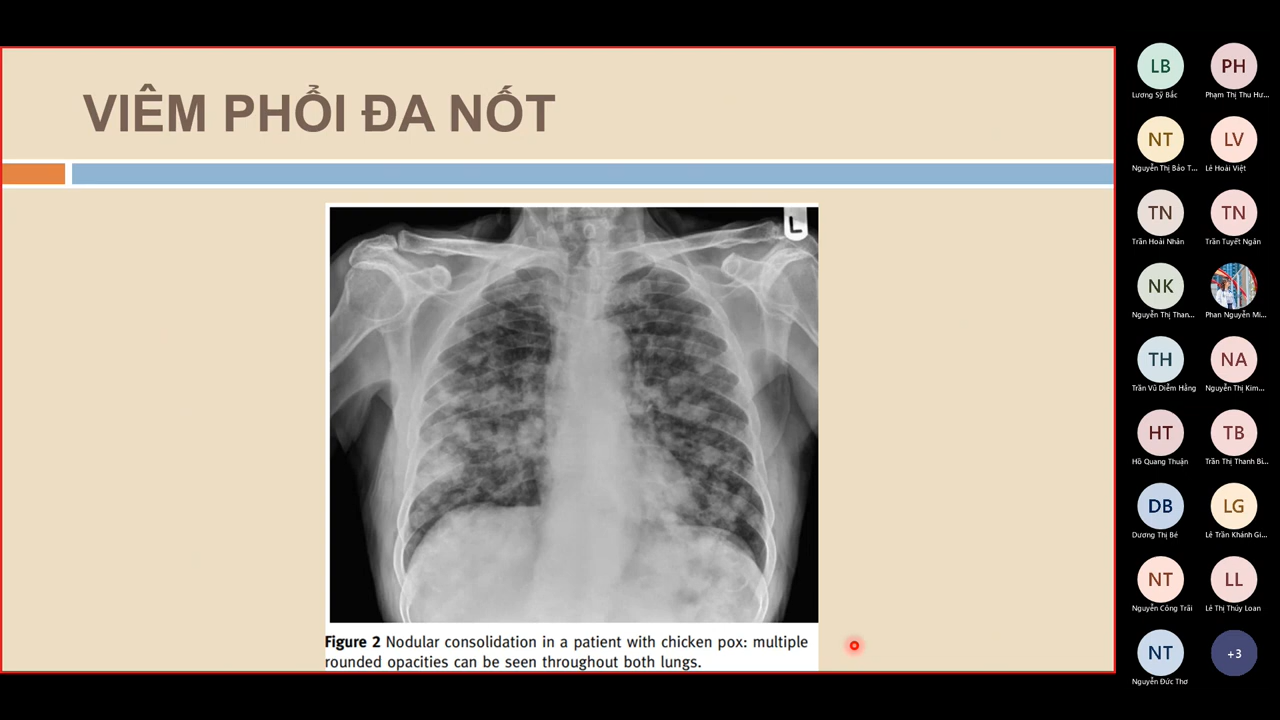 VIÊM PHỔI ĐA NỐT
L
Figure 2 Nodular consolidation in a patient with chicken pox: multiple
rounded opacities can be seen throughout both lungs.
LB
PH
Lương Sỹ Bắc
Phạm Thị Thu Hư...
NT
LV
Nguyễn Thị Bảo T...
Lê Hoài Việt
TN
TN
Trần Hoài Nhân
Trần Tuyết Ngân
NK
Nguyễn Thị Than...
Phan Nguyễn Mi...
TH
NA
Trần Vũ Diễm Hằng
Nguyễn Thị Kim...
HT
TB
Hồ Quang Thuận
Trần Thị Thanh Bi...
DB
LG
Dương Thị Bé
Lê Trần Khánh Gi...
NT
LL
Nguyễn Công Trãi
Lê Thị Thúy Loan
NT
+3
Nguyễn Đức Thơ